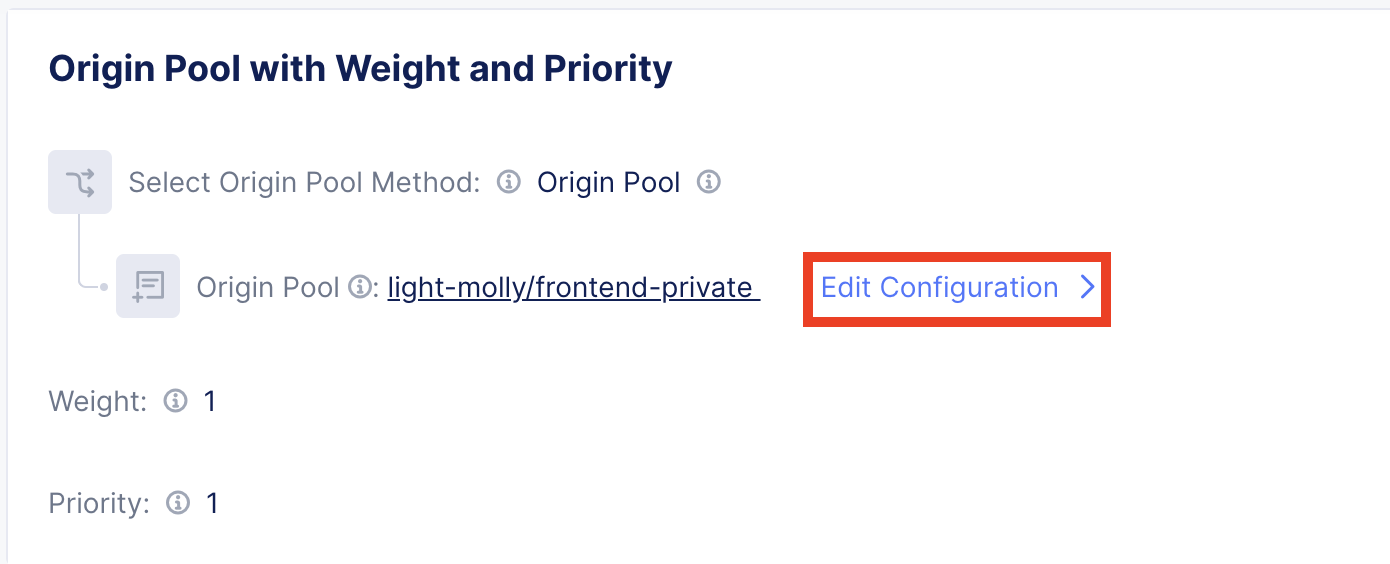 Origin Pool with Weight and Priority
Select Origin Pool Method: Origin Pool
Origin Pool : light-molly/frontend-private Edit Configuration
Weight: 1
Priority: 1